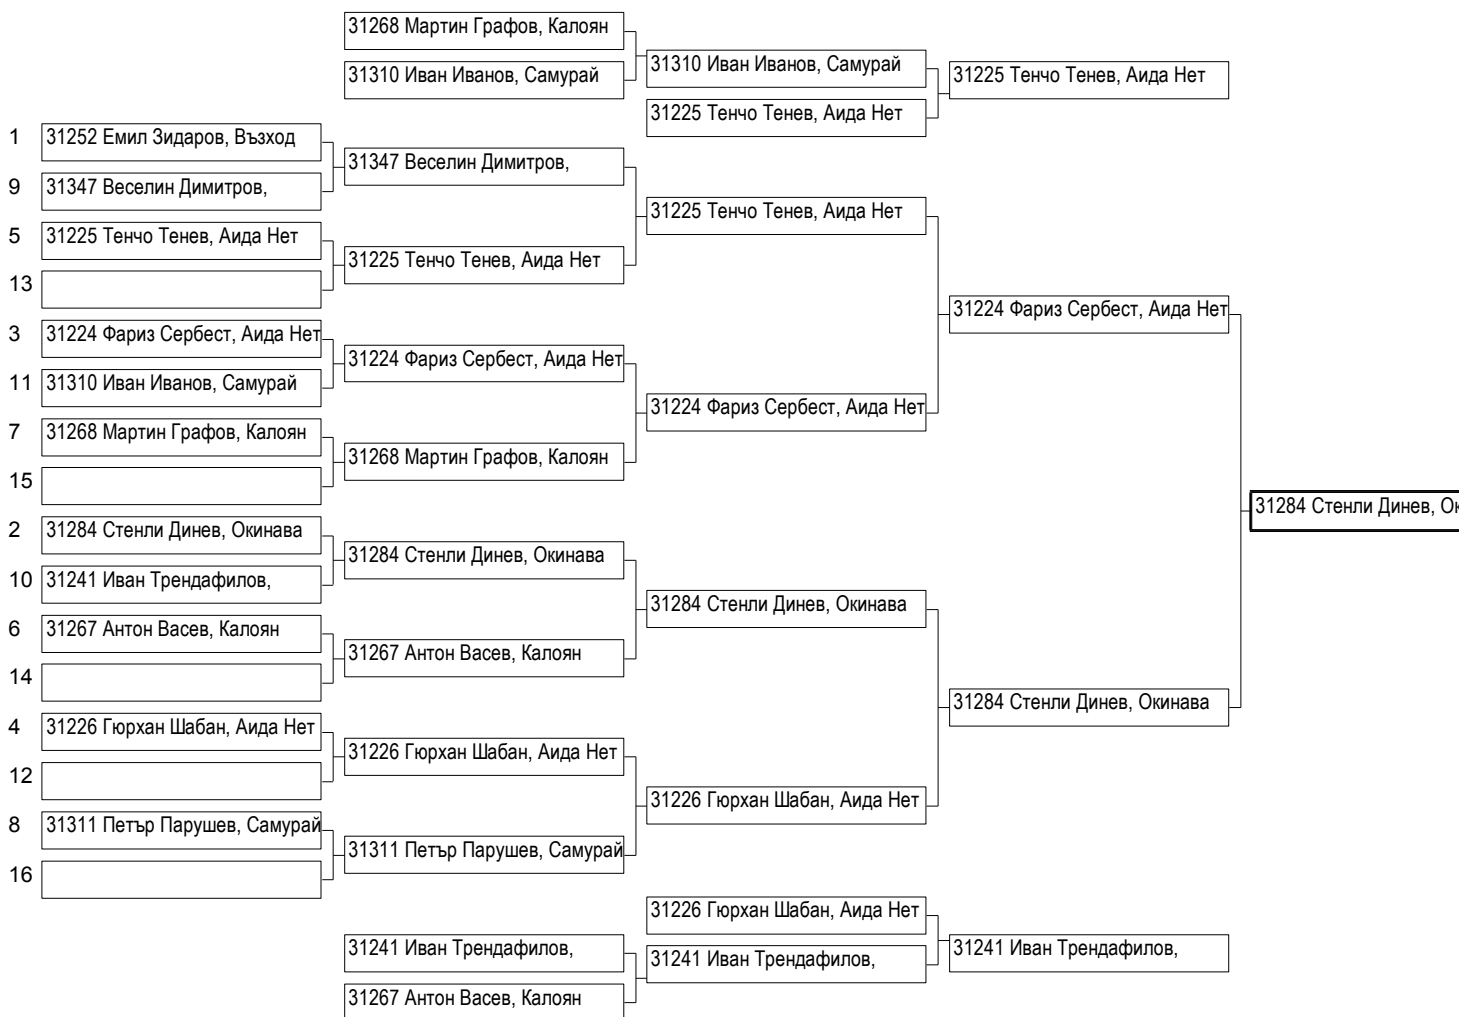 31268 Мартин Графов, Калоян
31310 Иван Иванов, Самурай
31310 Иван Иванов, Самурай
31225 Тенчо Тенев, Аида Нет
31225 Тенчо Тенев, Аида Нет
1 31252 Емил Зидаров, Възход
31347 Веселин Димитров,
9 31347 Веселин Димитров,
31225 Тенчо Тенев, Аида Нет
5 31225 Тенчо Тенев, Аида Нет
31225 Тенчо Тенев, Аида Нет
13
31224 Фариз Сербест, Аида Нет
3 31224 Фариз Сербест, Аида Нет
31224 Фариз Сербест, Аида Нет
11 31310 Иван Иванов, Самурай
31224 Фариз Сербест, Аида Нет
7 31268 Мартин Графов, Калоян
31268 Мартин Графов, Калоян
15
31284 Стенли Динев, Ок
2 31284 Стенли Динев, Окинава
31284 Стенли Динев, Окинава
10 31241 Иван Трендафилов,
31284 Стенли Динев, Окинава
6 31267 Антон Васев, Калоян
31267 Антон Васев, Калоян
14
31284 Стенли Динев, Окинава
4 31226 Гюрхан Шабан, Аида Нет
31226 Гюрхан Шабан, Аида Нет
12
31226 Гюрхан Шабан, Аида Нет
8 31311 Петър Парушев, Самурай
31311 Петър Парушев, Самурай
16
31226 Гюрхан Шабан, Аида Нет
31241 Иван Трендафилов,
31241 Иван Трендафилов,
31241 Иван Трендафилов,
31267 Антон Васев, Калоян